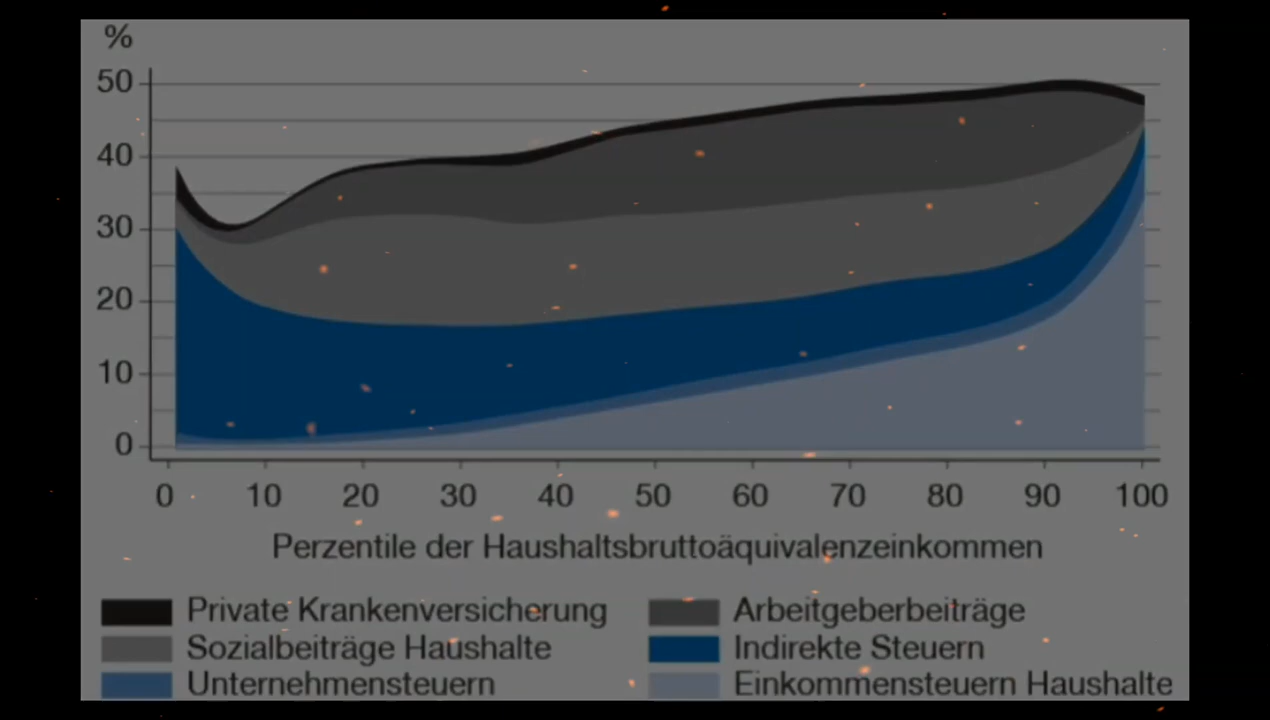 %
50
40
30
20
10
0
0 10 20 30 40 50 60 70 80 90 100
Perzentile der Haushaltsbruttoäquivalenzeinkommen
Private Krankenversicherung Arbeitgeberbeiträge
Sozialbeiträge Haushalte Indirekte Steuern
Unternehmensteuern Einkommensteuern Haushalte